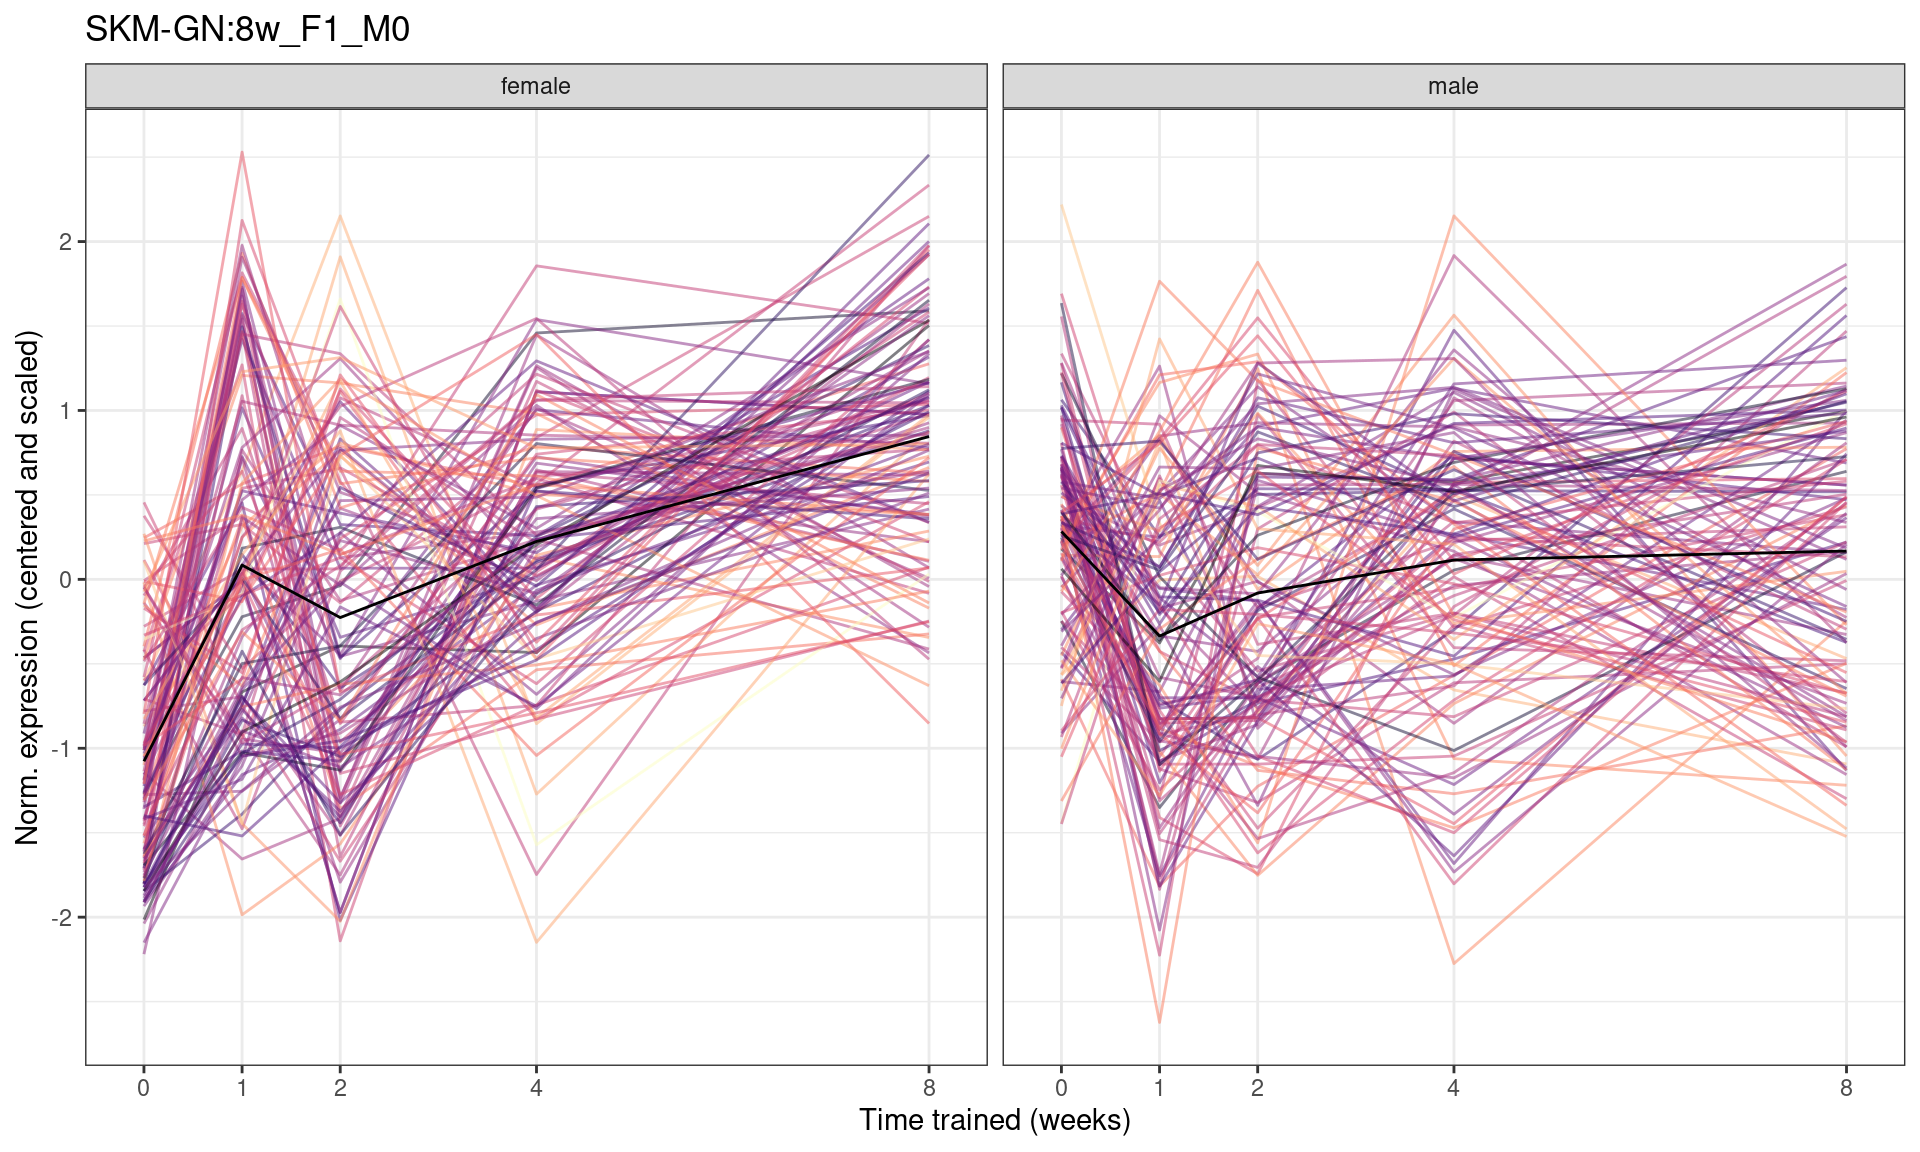 SKM-GN:8w_F1_M0
female
male
Norm. expression (centered and scaled)
2
1
0
-1
-2
0 1 2 4 8
0 1 2 4 8
Time trained (weeks)